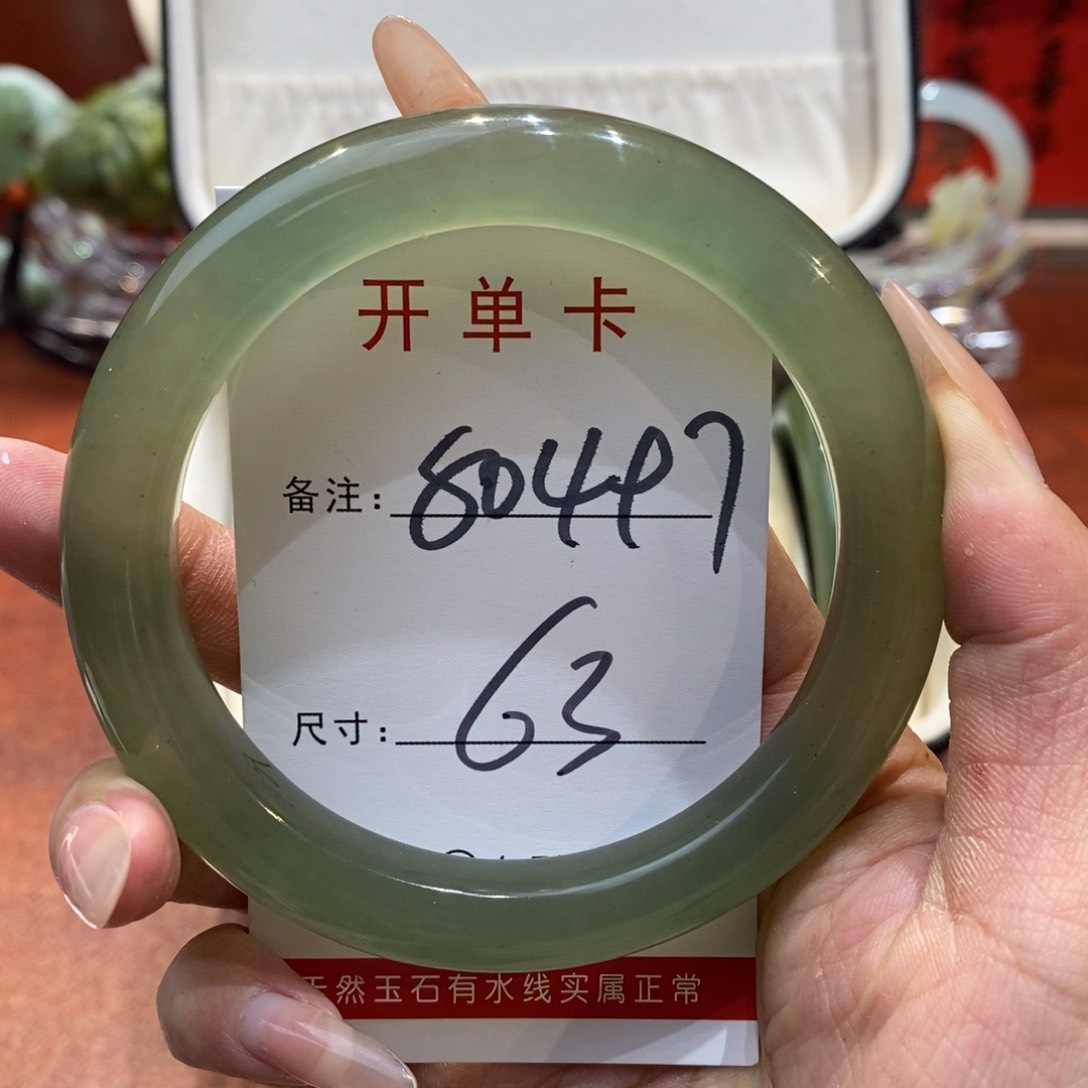 开单卡
备注: 80497
尺寸: 63
天然玉石有水线实属正常